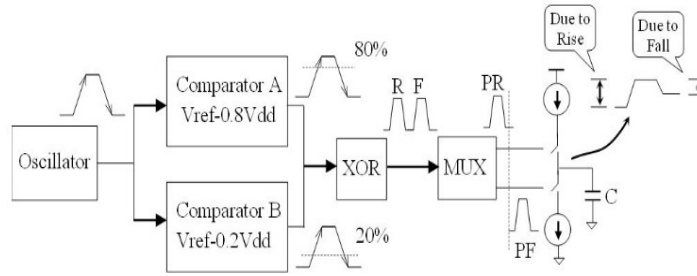 Due to
Rise
Due to
Fall
80%
Comparator A
Vref-0.8Vdd
R F
PR
Oscillator
XOR
MUX
C
Comparator B
Vref-0.2Vdd
20%
PF